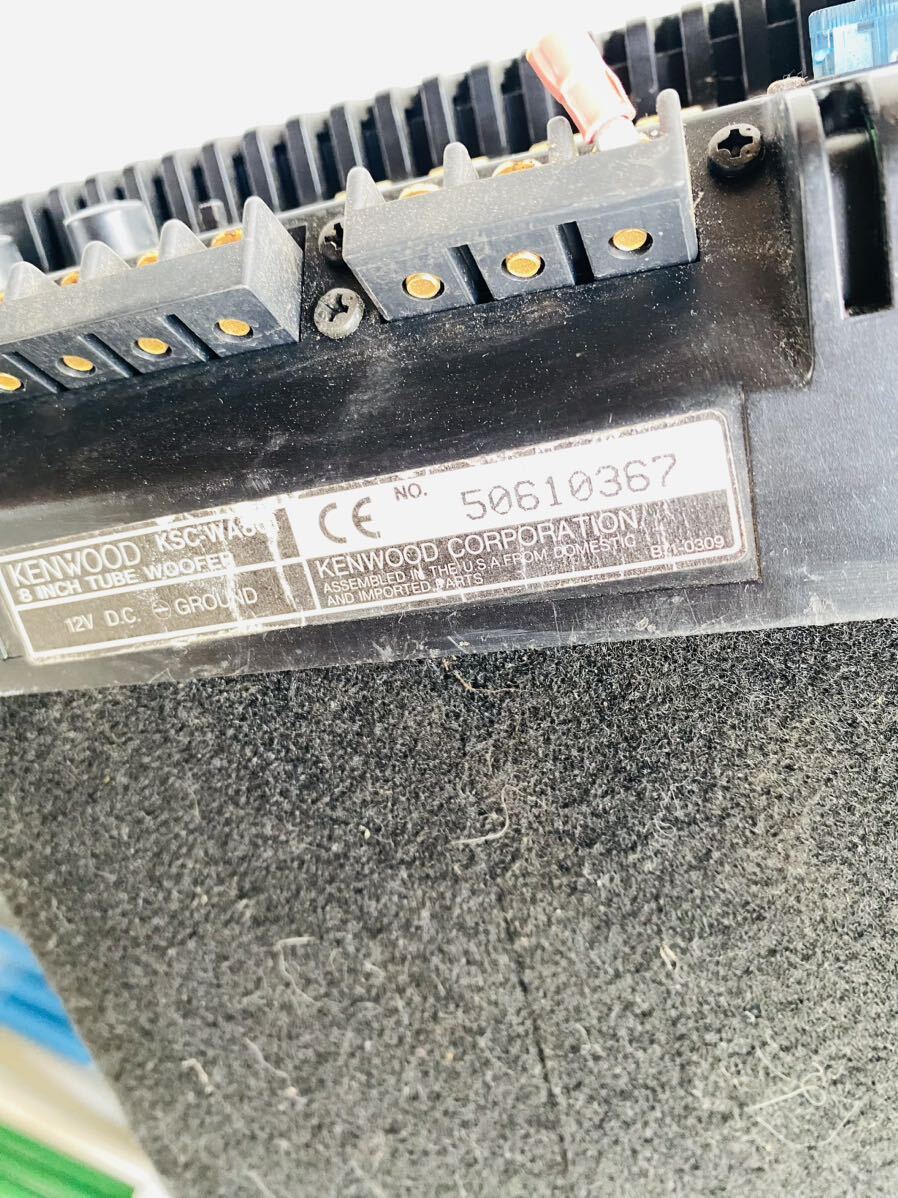 KENWOOD
8 INCH TUBE WOOFER
12V D.C. GROUND
CE NO. 50610367
KENWOOD CORPORATION
ASSEMBLED IN THE U.S.A FROM DOMESTIC
AND IMPORTED PARTS